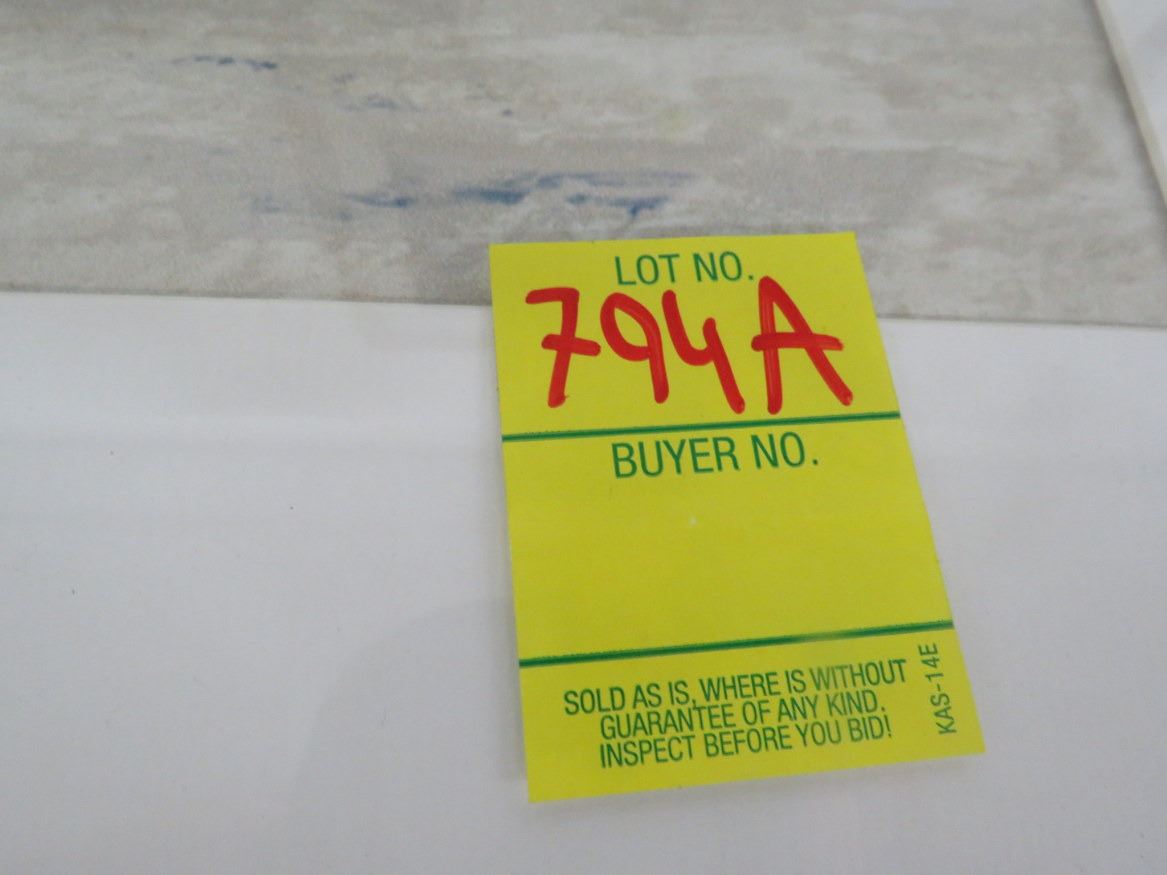 LOT NO.
794A
BUYER NO.
SOLD AS IS, WHERE IS WITHOUT
GUARANTEE OF ANY KIND.
INSPECT BEFORE YOU BID!
KAS-14E